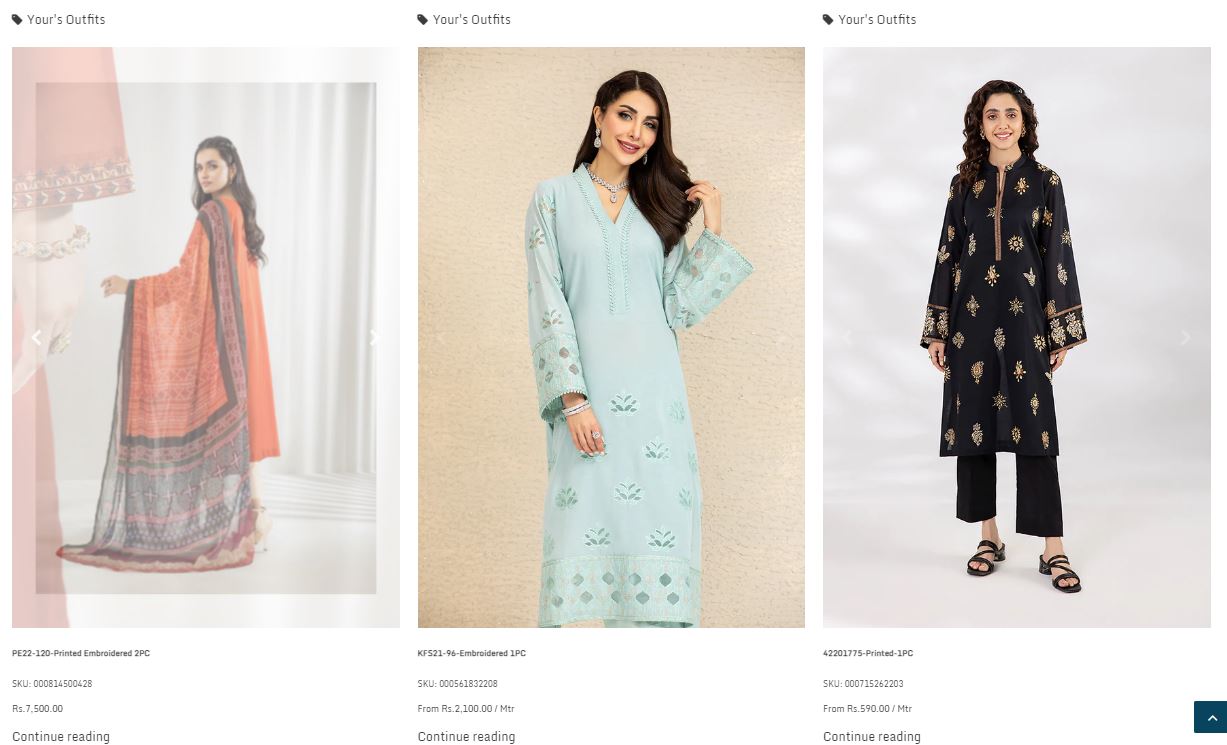 Your's Outfits
PE22-120-Printed Embroidered 2PC
SKU: 000814500428
Rs.7,500.00
Continue reading
Your's Outfits
KFS21-96-Embroidered 1PC
SKU: 000561832208
From Rs.2,100.00 / Mtr
Continue reading
Your's Outfits
42201775-Printed-1PC
SKU: 000715262203
From Rs.590.00 / Mtr
Continue reading